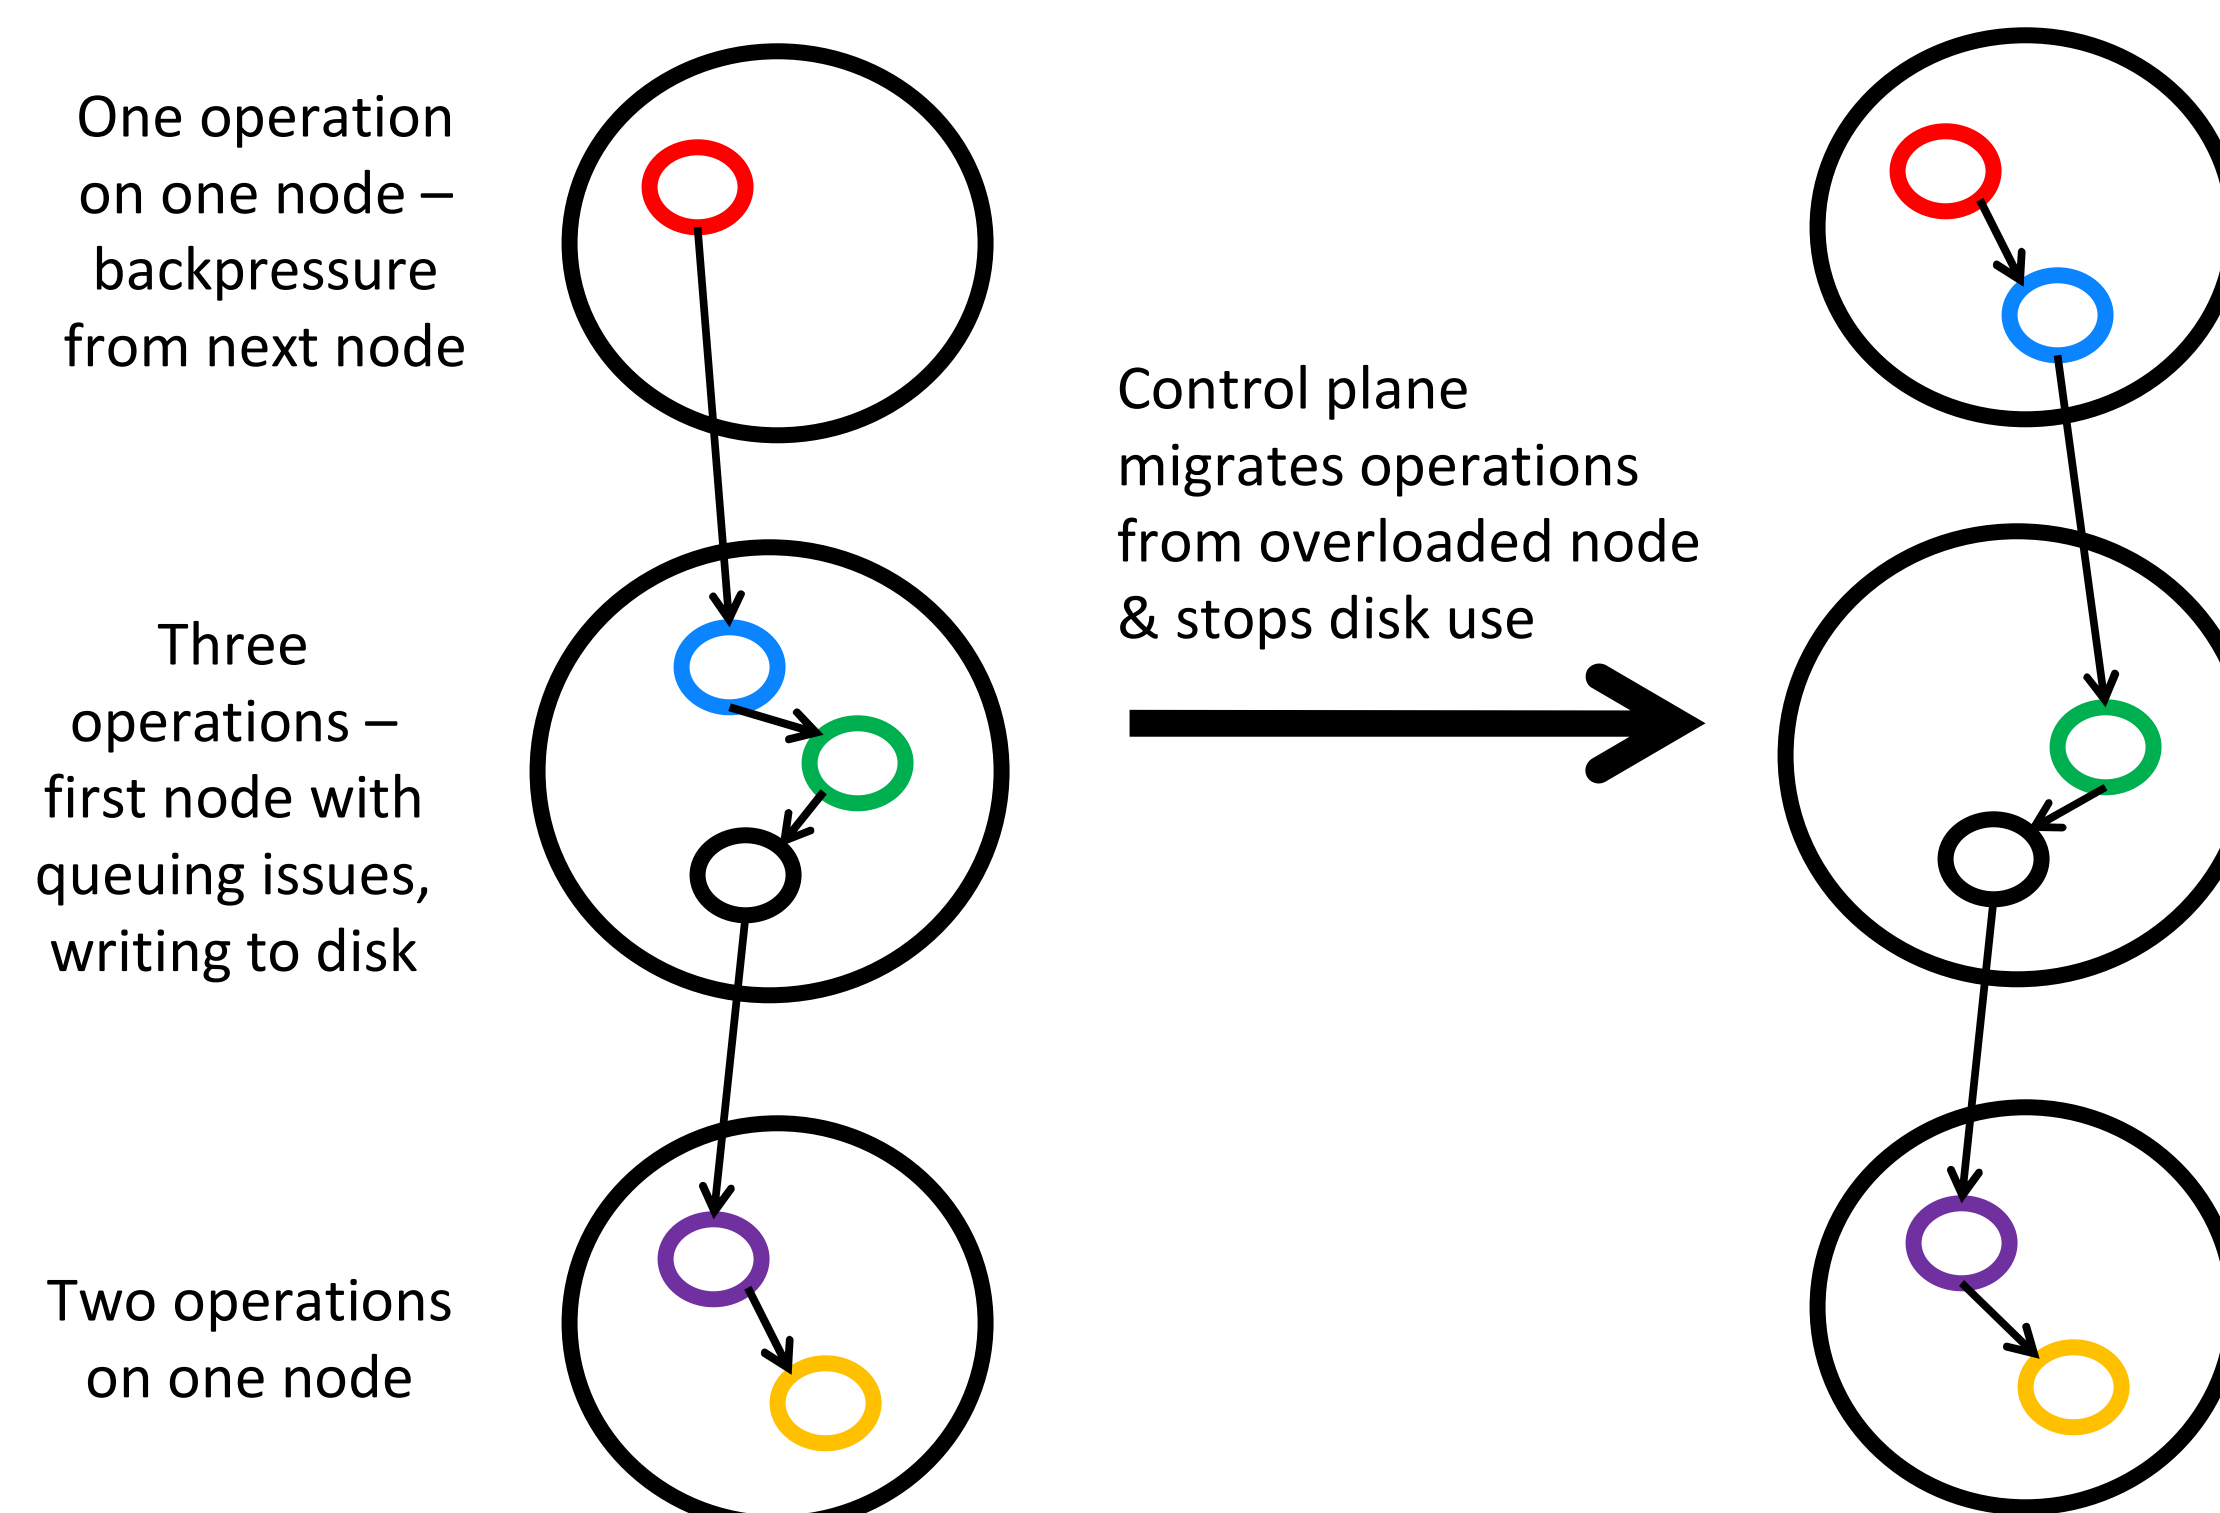 One operation
on one node –
backpressure
from next node
Control plane
migrates operations
from overloaded node
& stops disk use
Three
operations –
first node with
queuing issues,
writing to disk
Two operations
on one node